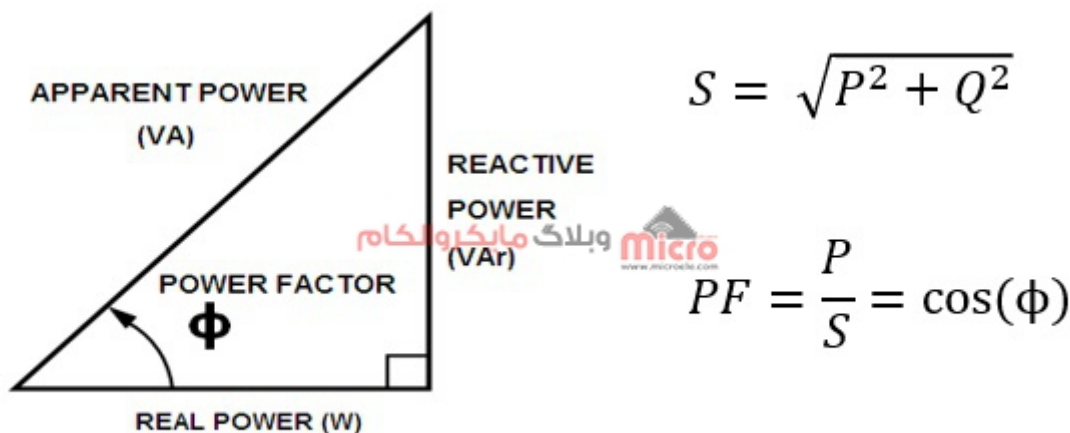 APPARENT POWER
(VA)
S = √(P² + Q²)
REACTIVE
POWER
(VAr)
وبلاگ مایکروالکام
Micro
www.microele.com
POWER FACTOR
ϕ
PF = P/S = cos(ϕ)
REAL POWER (W)